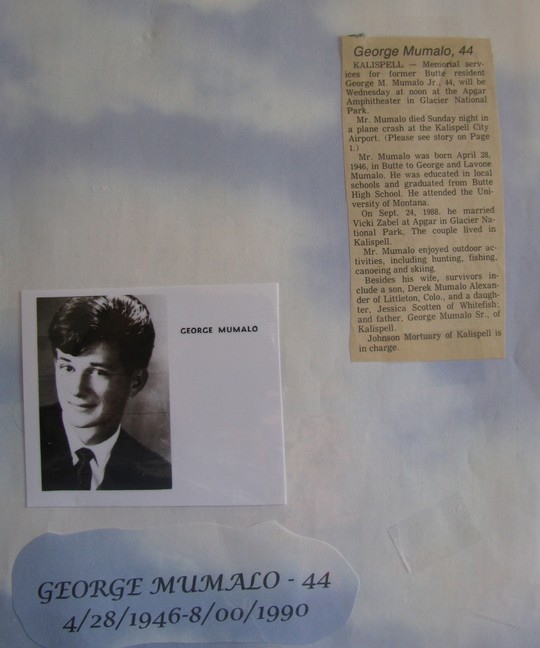 George Mumalo, 44
KALISPELL — Memorial serv-
ices for former Butte resident
George M. Mumalo Jr., 44, will be
Wednesday at noon at the Apgar
Amphitheater in Glacier National
Park.
Mr. Mumalo died Sunday night in
a plane crash at the Kalispell City
Airport. (Please see story on Page
1.)
Mr. Mumalo was born April 28,
1946, in Butte to George and Lavone
Mumalo. He was educated in local
schools and graduated from Butte
High School. He attended the Uni-
versity of Montana.
On Sept. 24, 1988, he married
Vicki Zabel at Apgar in Glacier Na-
tional Park. The couple lived in
Kalispell.
Mr. Mumalo enjoyed outdoor ac-
tivities, including hunting, fishing,
canoeing and skiing.
Besides his wife, survivors in-
clude a son, Derek Mumalo Alexan-
der of Littleton, Colo., and a daugh-
ter, Jessica Scotten of Whitefish;
and father, George Mumalo Sr., of
Kalispell.
Johnson Mortuary of Kalispell is
in charge.
GEORGE MUMALO
GEORGE MUMALO - 44
4/28/1946-8/00/1990